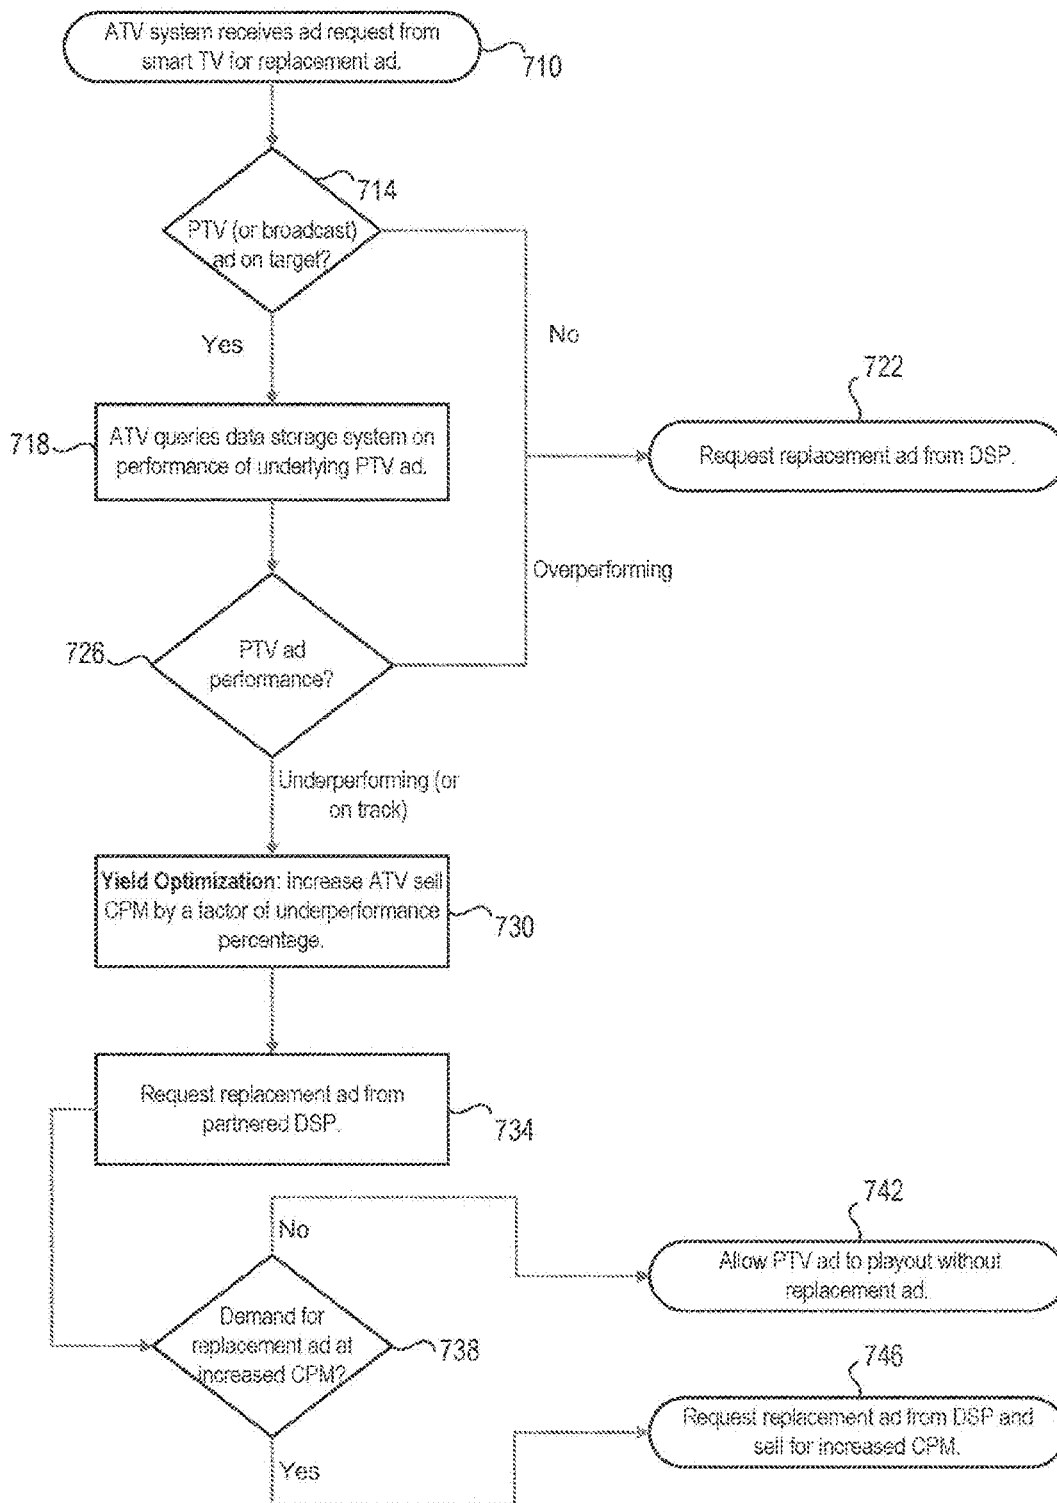 ATV system receives ad request from
smart TV for replacement ad.
710
714
PTV (or broadcast)
ad on target?
No
Yes
722
718
ATV queries data storage system on
performance of underlying PTV ad.
Request replacement ad from DSP.
Overperforming
726
PTV ad
performance?
Underperforming (or
on track)
Yield Optimization: increase ATV sell
CPM by a factor of underperformance
percentage.
730
Request replacement ad from
partnered DSP.
734
742
No
Allow PTV ad to playout without
replacement ad.
Demand for
replacement ad at
increased CPM?
738
746
Request replacement ad from DSP and
sell for increased CPM.
Yes